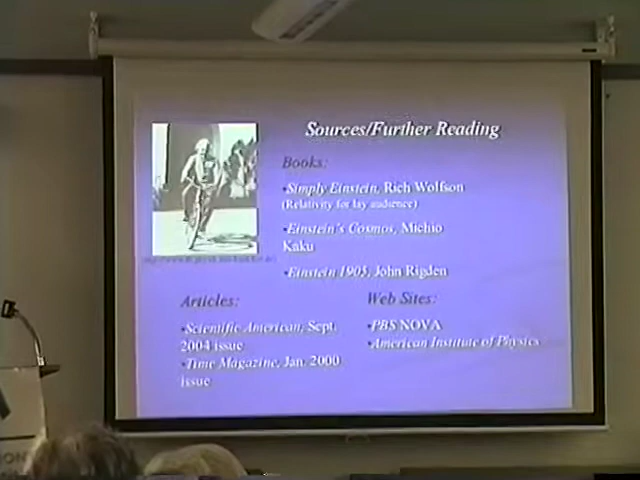 Sources/Further Reading
Books:
•Simply Einstein, Rich Wolfson
(Relativity for lay audience)
•Einstein's Cosmos, Michio
Kaku
•Einstein 1905, John Rigden
Articles:
•Scientific American, Sept.
2004 issue
•Time Magazine, Jan. 2000
issue
Web Sites:
•PBS NOVA
•American Institute of Physics